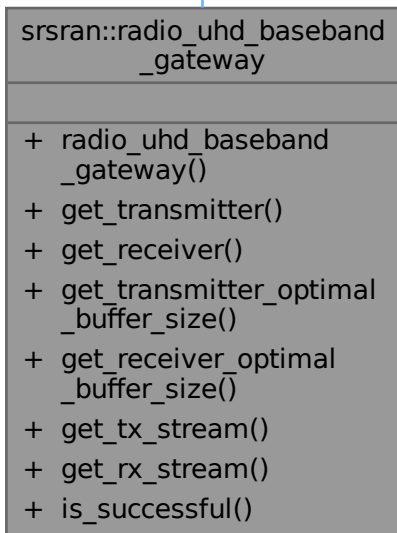 srsran::radio_uhd_baseband
_gateway
+ radio_uhd_baseband
_gateway()
+ get_transmitter()
+ get_receiver()
+ get_transmitter_optimal
_buffer_size()
+ get_receiver_optimal
_buffer_size()
+ get_tx_stream()
+ get_rx_stream()
+ is_successful()